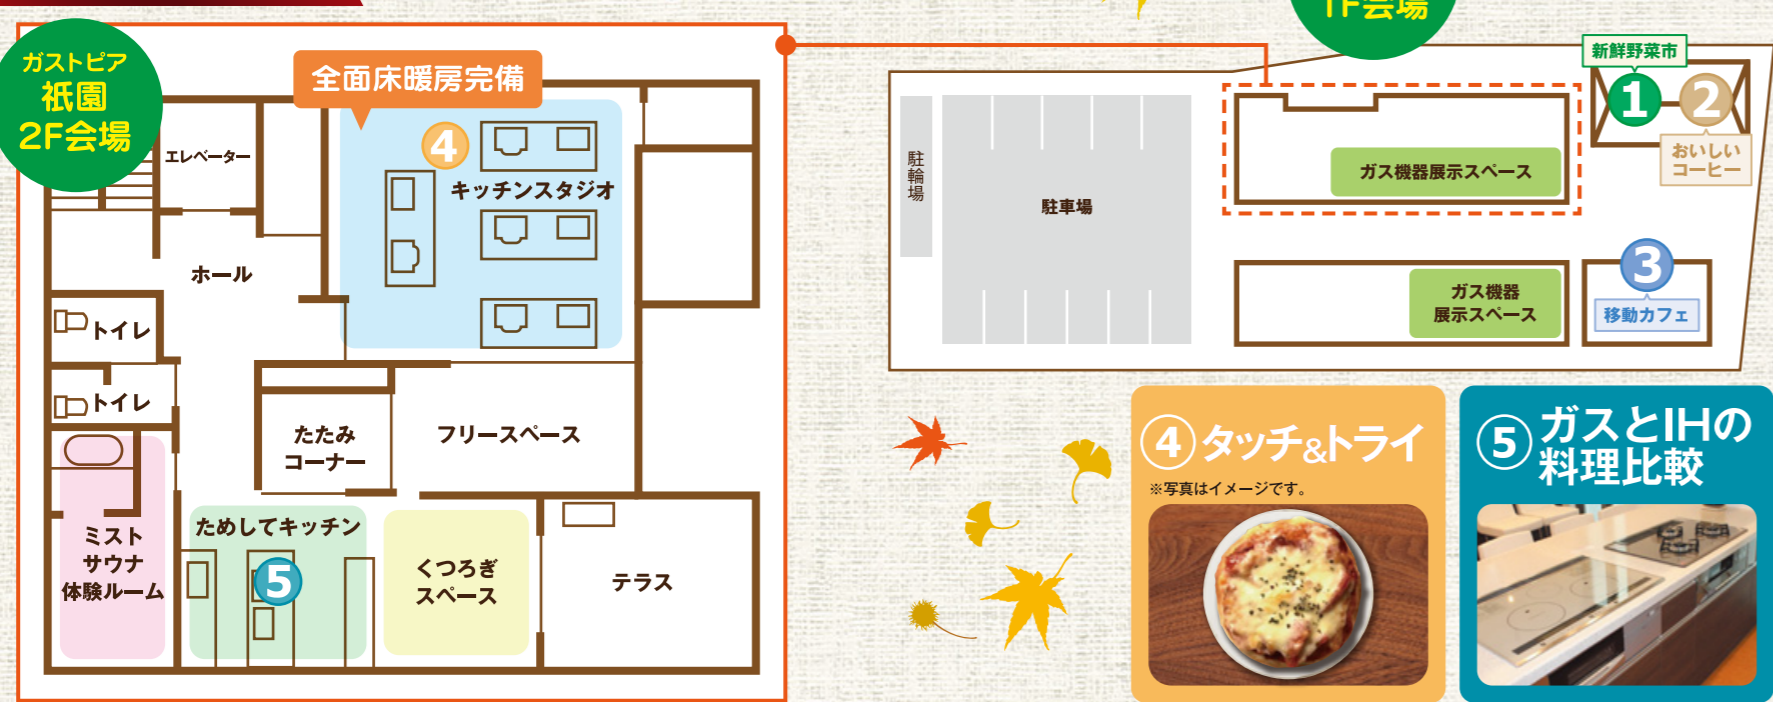 ガストピア
祇園
2F会場
全面床暖房完備
エレベーター
4
キッチンスタジオ
ホール
トイレ
トイレ
たたみ
コーナー
フリースペース
ミスト
サウナ
体験ルーム
ためしてキッチン
5
くつろぎ
スペース
テラス
1F会場
新鮮野菜市
1
2
おいしい
コーヒー
駐輪場
駐車場
ガス機器展示スペース
ガス機器
展示スペース
3
移動カフェ
④タッチ&トライ
※写真はイメージです。
⑤ガスとIHの
料理比較